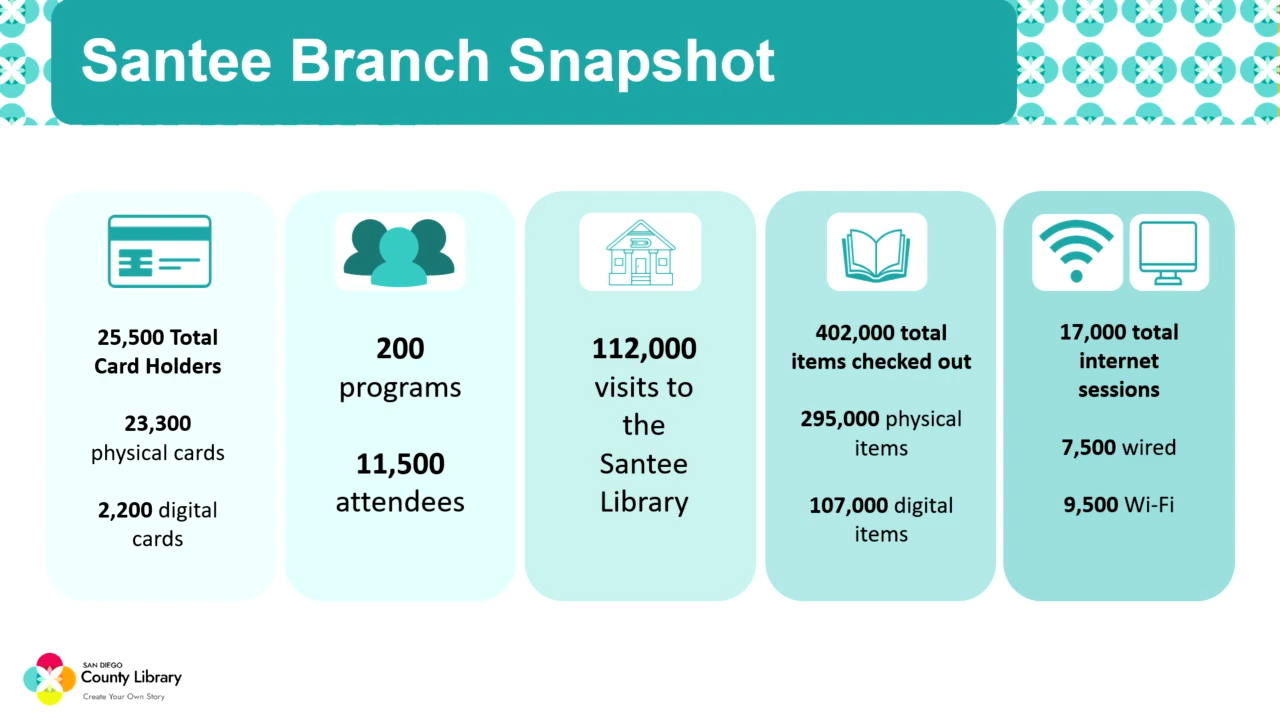 Santee Branch Snapshot
25,500 Total
Card Holders
23,300
physical cards
2,200 digital
cards
200
programs
11,500
attendees
112,000
visits to
the
Santee
Library
402,000 total
items checked out
295,000 physical
items
107,000 digital
items
17,000 total
internet
sessions
7,500 wired
9,500 Wi-Fi
SAN DIEGO
County Library
Create Your Own Story